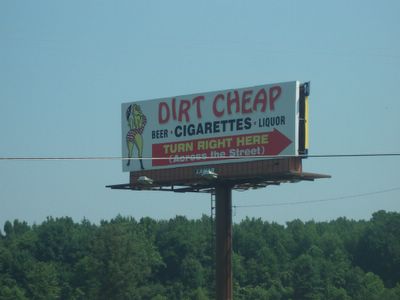 DIRT CHEAP
BEER · CIGARETTES · LIQUOR
TURN RIGHT HERE
(Across the Street)